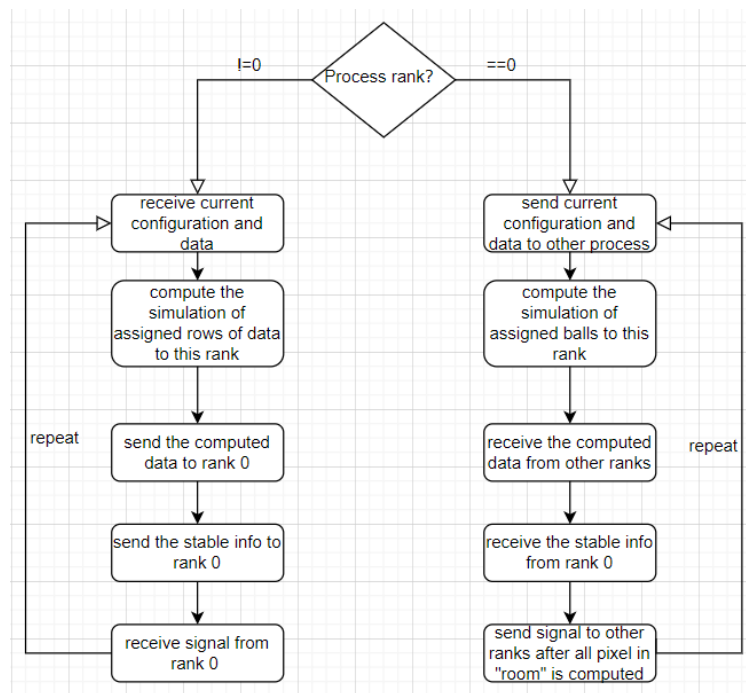 !=0
Process rank?
==0
receive current
configuration and
data
send current
configuration and
data to other process
compute the
simulation of
assigned rows of data
to this rank
compute the
simulation of
assigned balls to this
rank
repeat
send the computed
data to rank 0
receive the computed
data from other ranks
repeat
send the stable info to
rank 0
receive the stable info
from rank 0
receive signal from
rank 0
send signal to other
ranks after all pixel in
"room" is computed